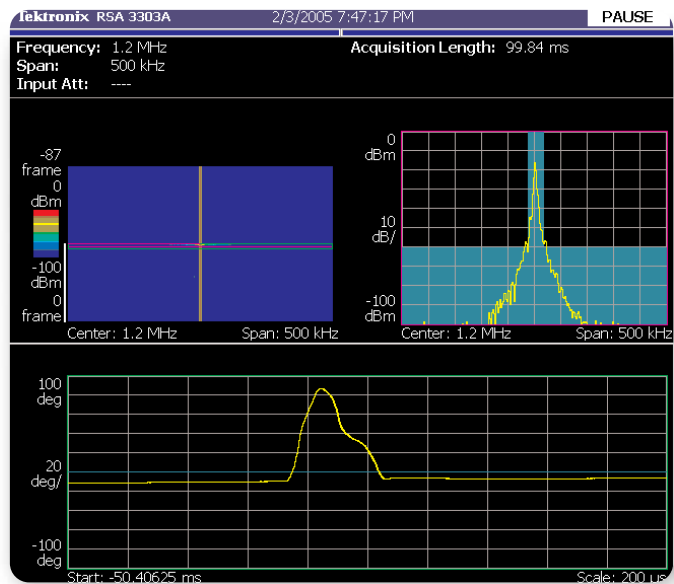 Tektronix RSA 3303A 2/3/2005 7:47:17 PM PAUSE
Frequency: 1.2 MHz Acquisition Length: 99.84 ms
Span: 500 kHz
Input Att: ----
-87
frame
0
dBm
-100
dBm
0
frame
Center: 1.2 MHz Span: 500 kHz
0
dBm
10
dB/
-100
dBm
Center: 1.2 MHz Span: 500 kHz
100
deg
20
deg/
-100
deg
Start: -50.40625 ms Scale: 200 µs